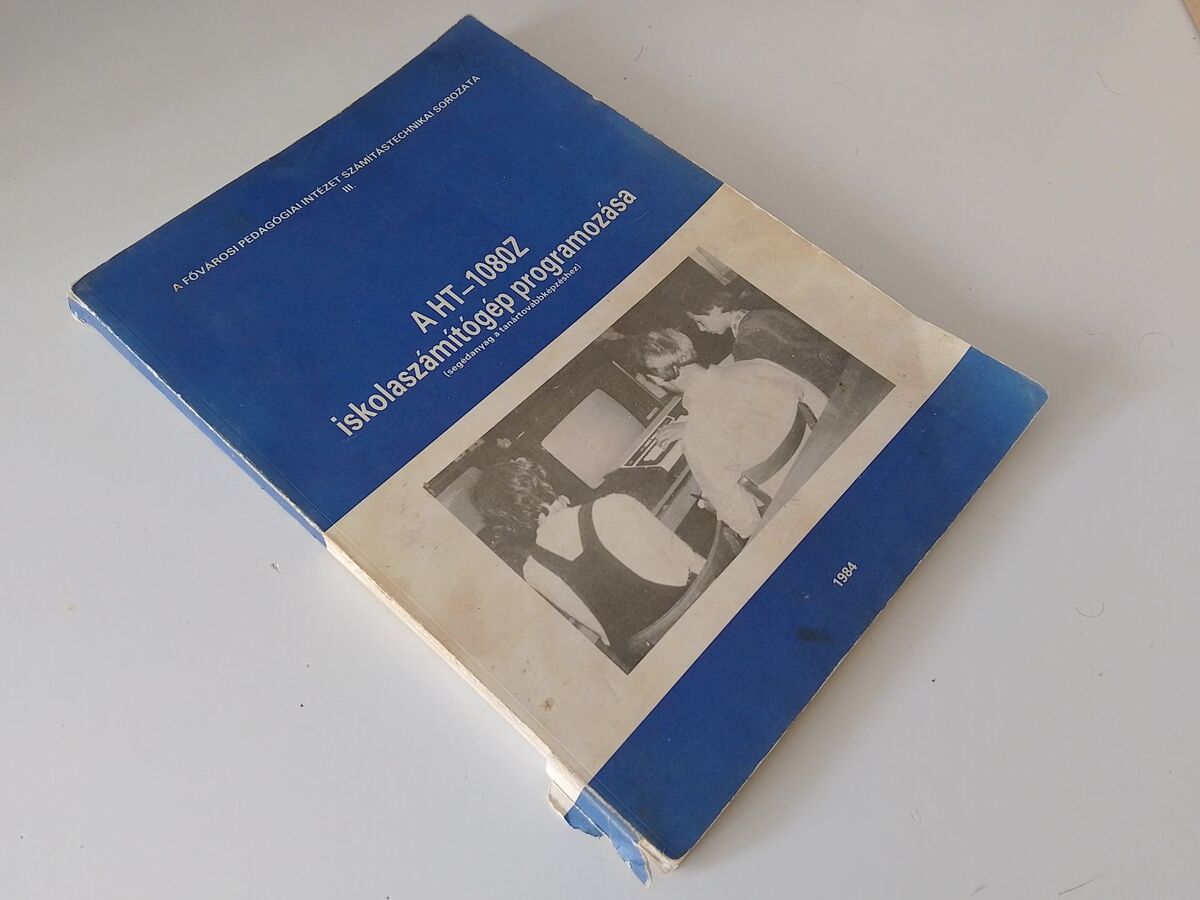 A FŐVÁROSI PEDAGÓGIAI INTÉZET SZÁMÍTÁSTECHNIKAI SOROZATA
III.
A HT–1080Z
iskolaszámítógép programozása
(segédanyag a tanártovábbképzéshez)
1984